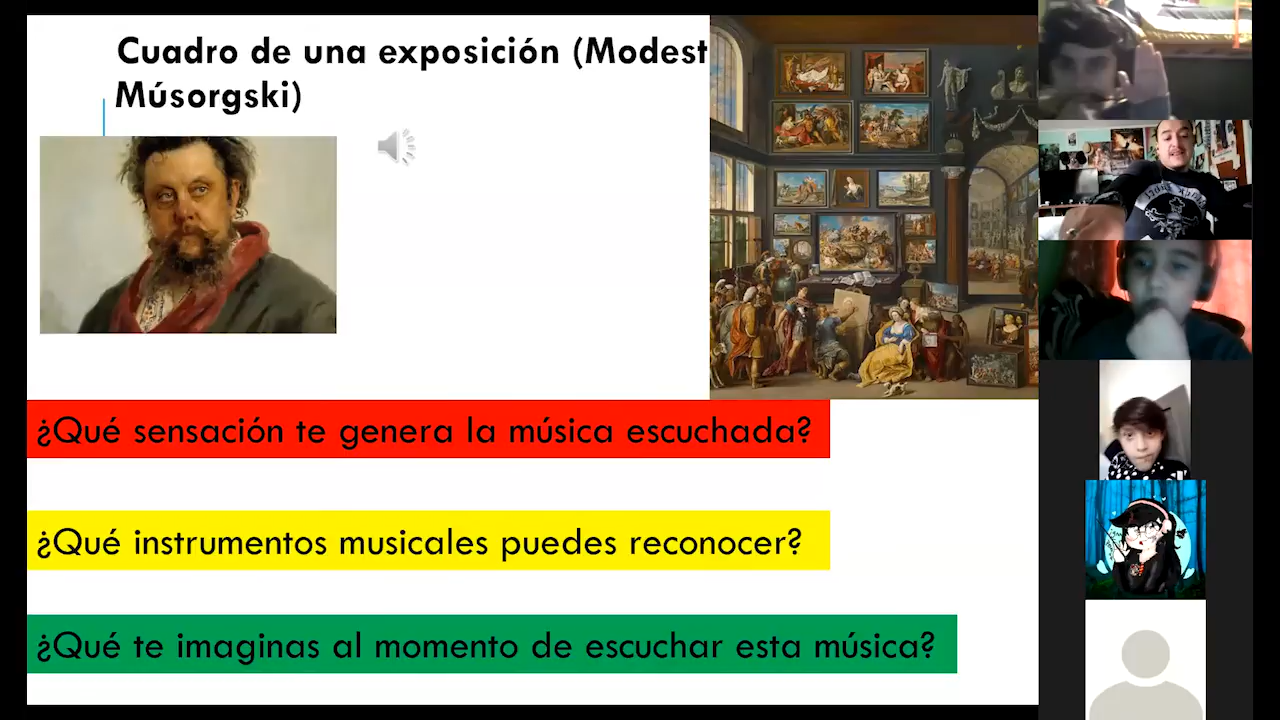 Cuadro de una exposición (Modest
Músorgski)
¿Qué sensación te genera la música escuchada?
¿Qué instrumentos musicales puedes reconocer?
¿Qué te imaginas al momento de escuchar esta música?